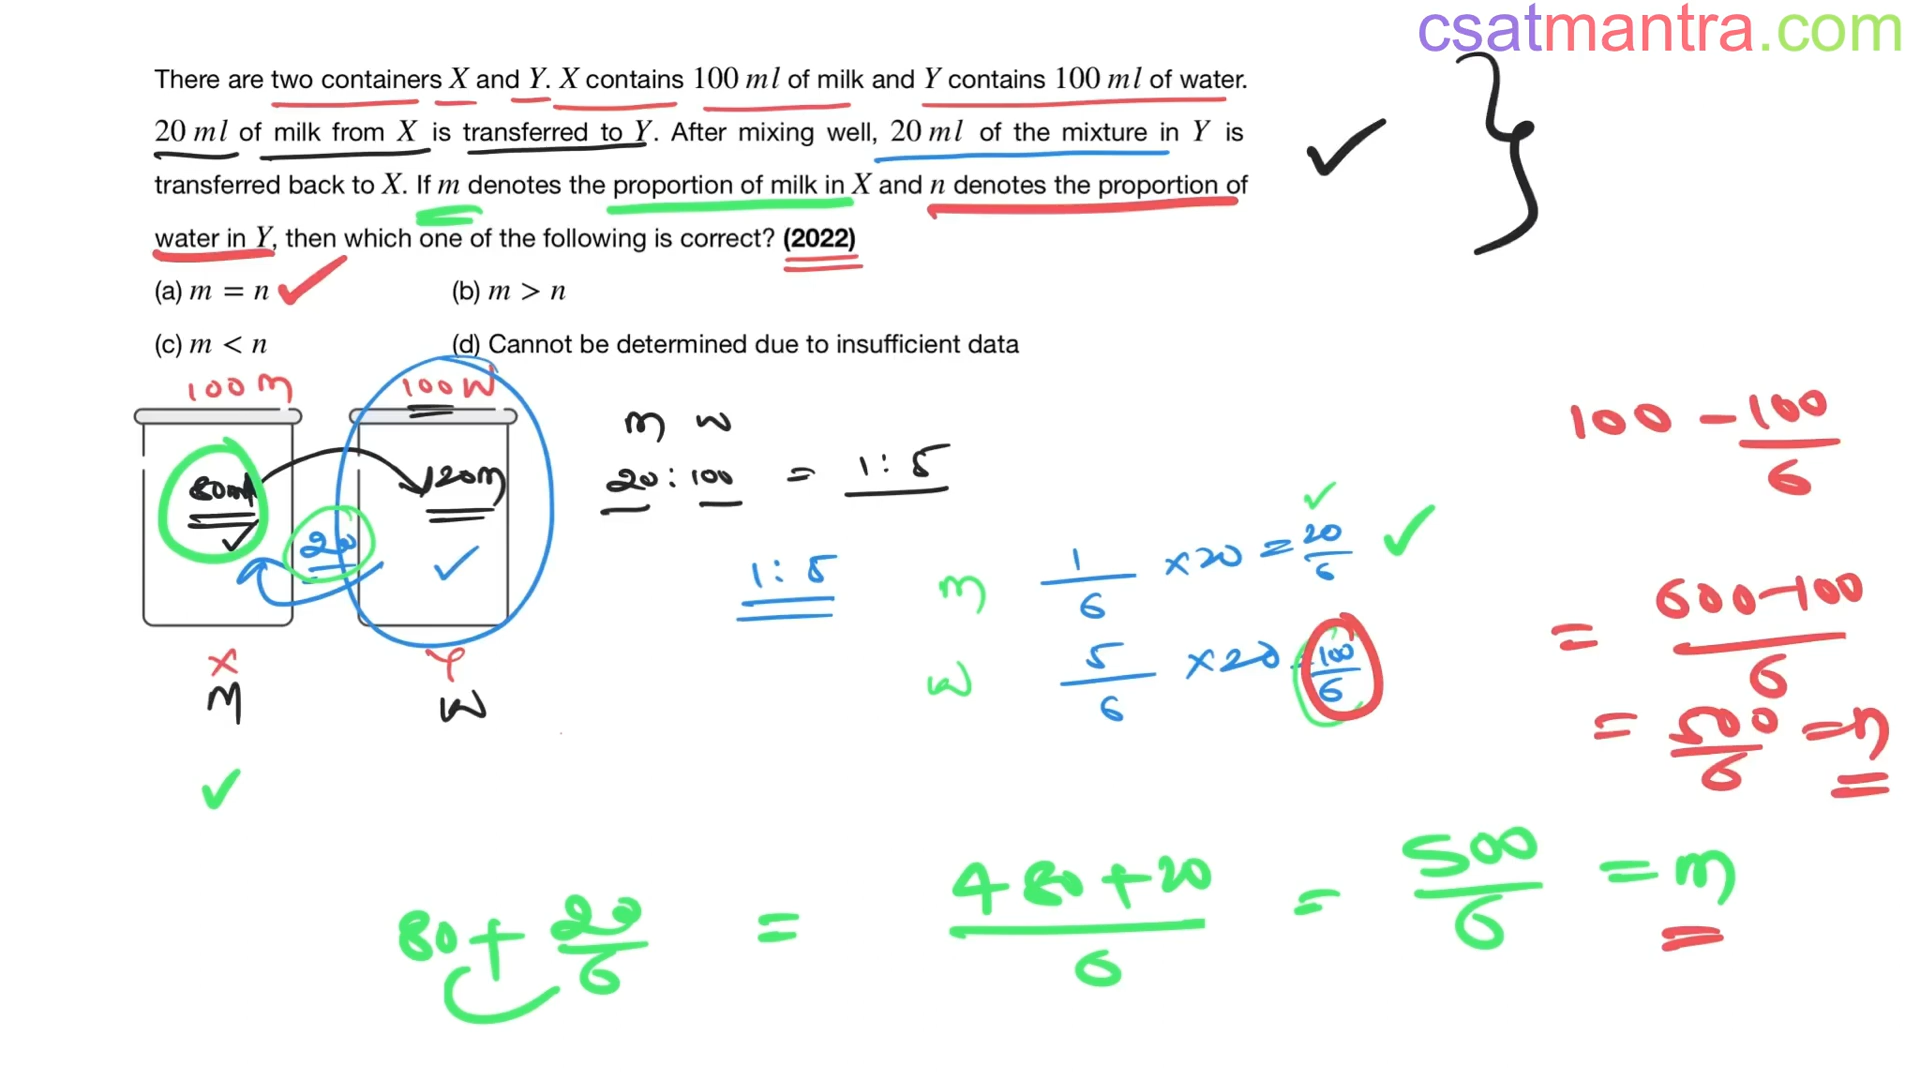 csatmantra.com
There are two containers X and Y. X contains 100 ml of milk and Y contains 100 ml of water.
20 ml of milk from X is transferred to Y. After mixing well, 20 ml of the mixture in Y is
transferred back to X. If m denotes the proportion of milk in X and n denotes the proportion of
water in Y, then which one of the following is correct? (2022)
(a) m = n
(b) m > n
(c) m < n
(d) Cannot be determined due to insufficient data
100 m
100 W
80ml
120m
20
X
M
Y
W
m w
20 : 100 = 1 : 5
1 : 5
m 1/6 × 20 = 20/6
w 5/6 × 20 = 100/6
100 - 100/6
= 600-100/6
= 500/6 = n
80 + 20/6 = 480+20/6 = 500/6 = m